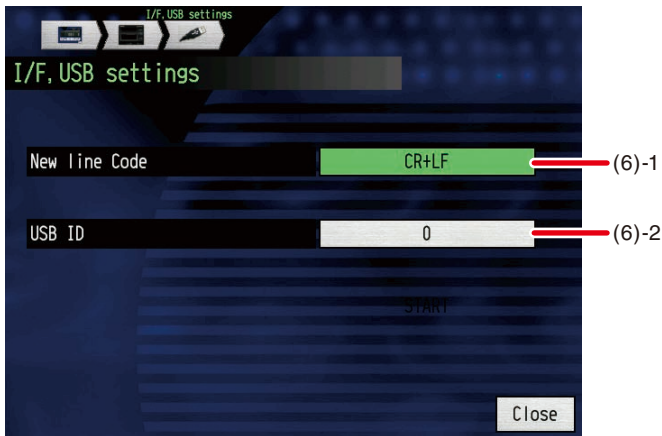 I/F,USB settings
I/F,USB settings
New line Code CR+LF (6)-1
USB ID 0 (6)-2
START
Close